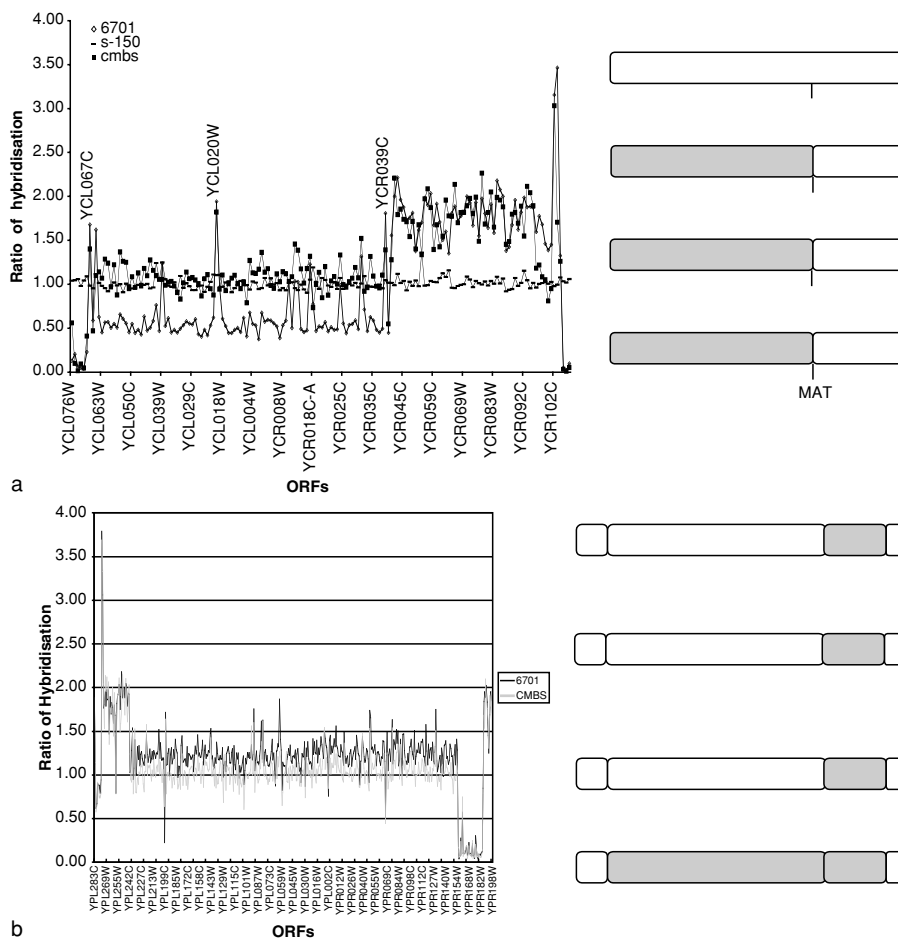 4.00
3.50
3.00
2.50
2.00
1.50
1.00
0.50
0.00
Ratio of hybridisation
6701
s-150
cmbs
YCL067C
YCL020W
YCR039C
YCL076W
YCL063W
YCL050C
YCL039W
YCL029C
YCL018W
YCL004W
YCR008W
YCR018C-A
YCR025C
YCR035C
YCR045C
YCR059C
YCR069W
YCR083W
YCR092C
YCR102C
ORFs
MAT
a
4.00
3.50
3.00
2.50
2.00
1.50
1.00
0.50
0.00
Ratio of Hybridisation
6701
CMBS
YPL283C
YPL269W
YPL255W
YPL242C
YPL227C
YPL213W
YPL199C
YPL185W
YPL172C
YPL158C
YPL143W
YPL129W
YPL115C
YPL101W
YPL087W
YPL073C
YPL059W
YPL045W
YPL030W
YPL016W
YPL002C
YPR012W
YPR026W
YPR040W
YPR055W
YPR069C
YPR084W
YPR098C
YPR112C
YPR127W
YPR140W
YPR154W
YPR168W
YPR182W
YPR198W
ORFs
b